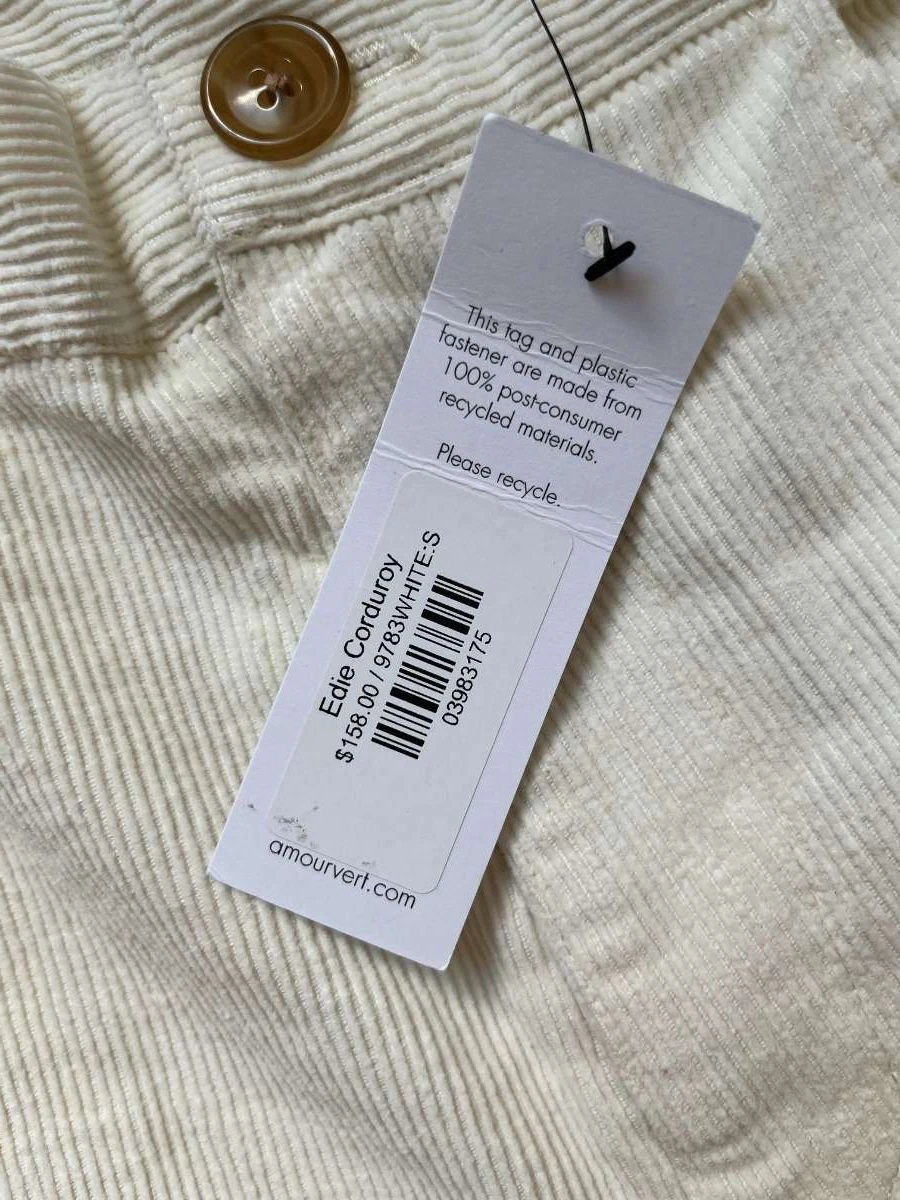 This tag and plastic
fastener are made from
100% post-consumer
recycled materials.
Please recycle.
Edie Corduroy
$158.00 / 9783WHITE:S
03983175
amourvert.com